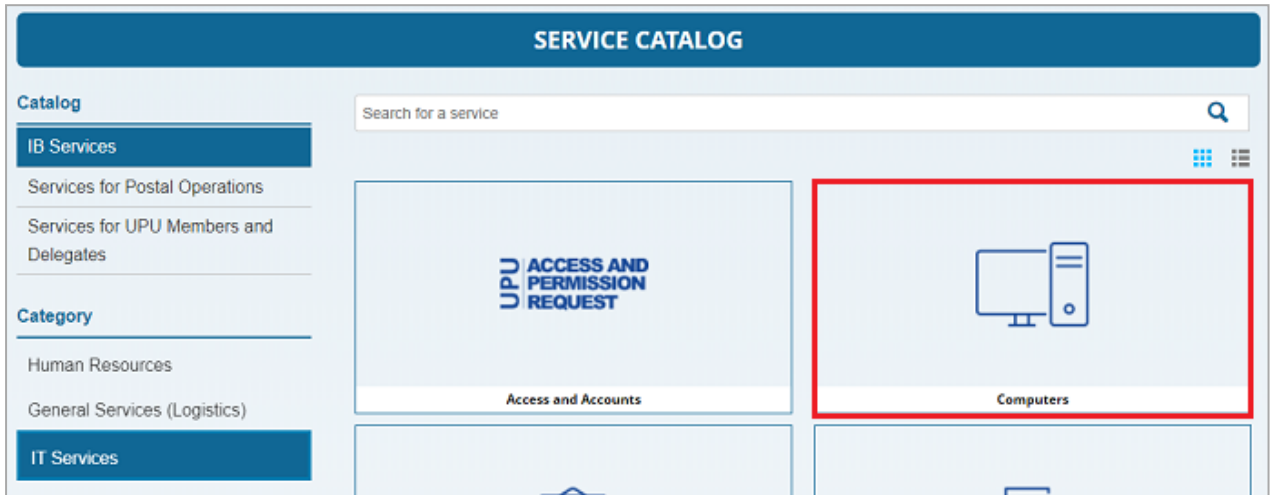 SERVICE CATALOG
Catalog
IB Services
Services for Postal Operations
Services for UPU Members and
Delegates
Category
Human Resources
General Services (Logistics)
IT Services
Search for a service
UPU
ACCESS AND
PERMISSION
REQUEST
Access and Accounts
Computers